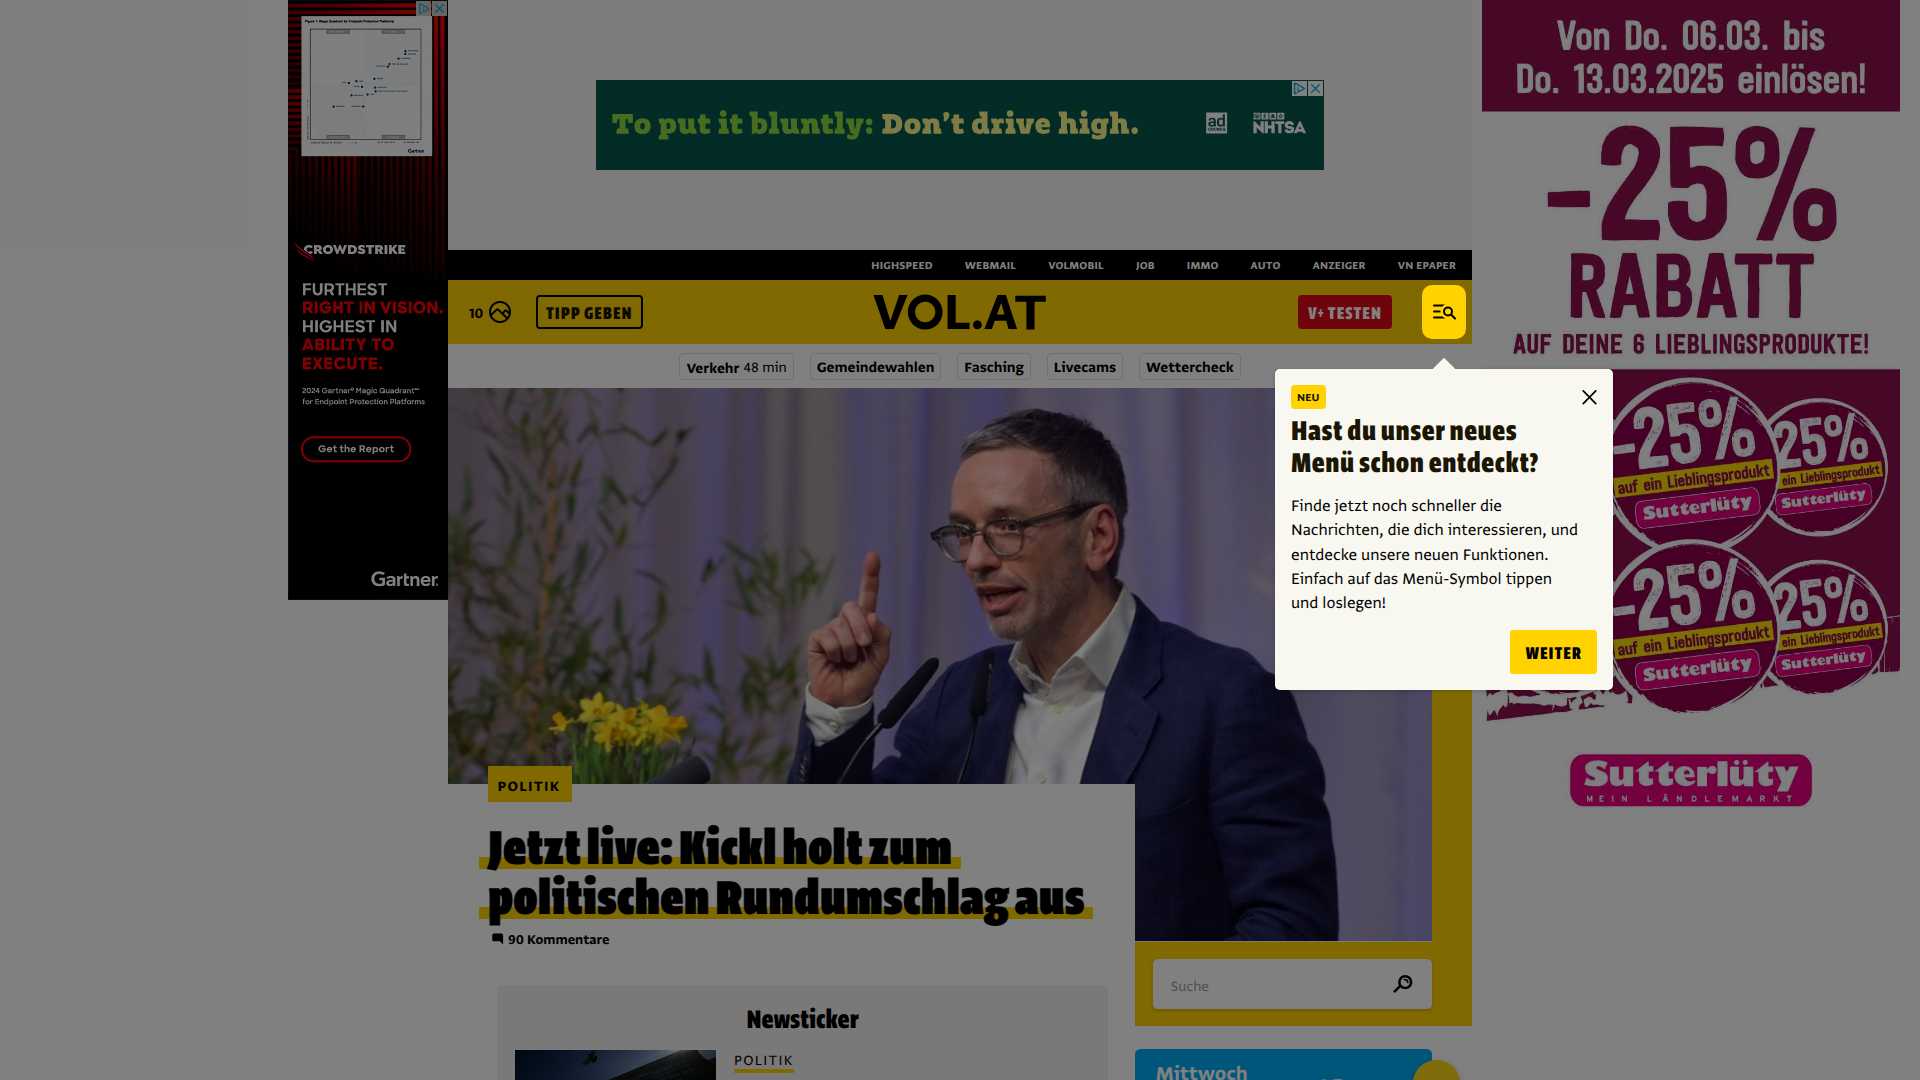 CROWDSTRIKE
FURTHEST
RIGHT IN VISION.
HIGHEST IN
ABILITY TO
EXECUTE.
2024 Gartner® Magic Quadrant™
for Endpoint Protection Platforms
Get the Report
Gartner
To put it bluntly: Don't drive high.
ad
NHTSA
HIGHSPEED WEBMAIL VOLMOBIL JOB IMMO AUTO ANZEIGER VN EPAPER
10 TIPP GEBEN VOL.AT V+ TESTEN
Verkehr 48 min Gemeindewahlen Fasching Livecams Wettercheck
NEU
Hast du unser neues
Menü schon entdeckt?
Finde jetzt noch schneller die
Nachrichten, die dich interessieren, und
entdecke unsere neuen Funktionen.
Einfach auf das Menü-Symbol tippen
und loslegen!
WEITER
POLITIK
Jetzt live: Kickl holt zum
politischen Rundumschlag aus
90 Kommentare
Newsticker
POLITIK
Suche
Mittwoch
Von Do. 06.03. bis
Do. 13.03.2025 einlösen!
-25%
RABATT
AUF DEINE 6 LIEBLINGSPRODUKTE!
-25%
auf ein Lieblingsprodukt
Sutterlüty
25%
ein Lieblingsprodukt
Sutterlüty
-25%
auf ein Lieblingsprodukt
Sutterlüty
25%
ein Lieblingsprodukt
Sutterlüty
Sutterlüty
MEIN LÄNDLEMARKT